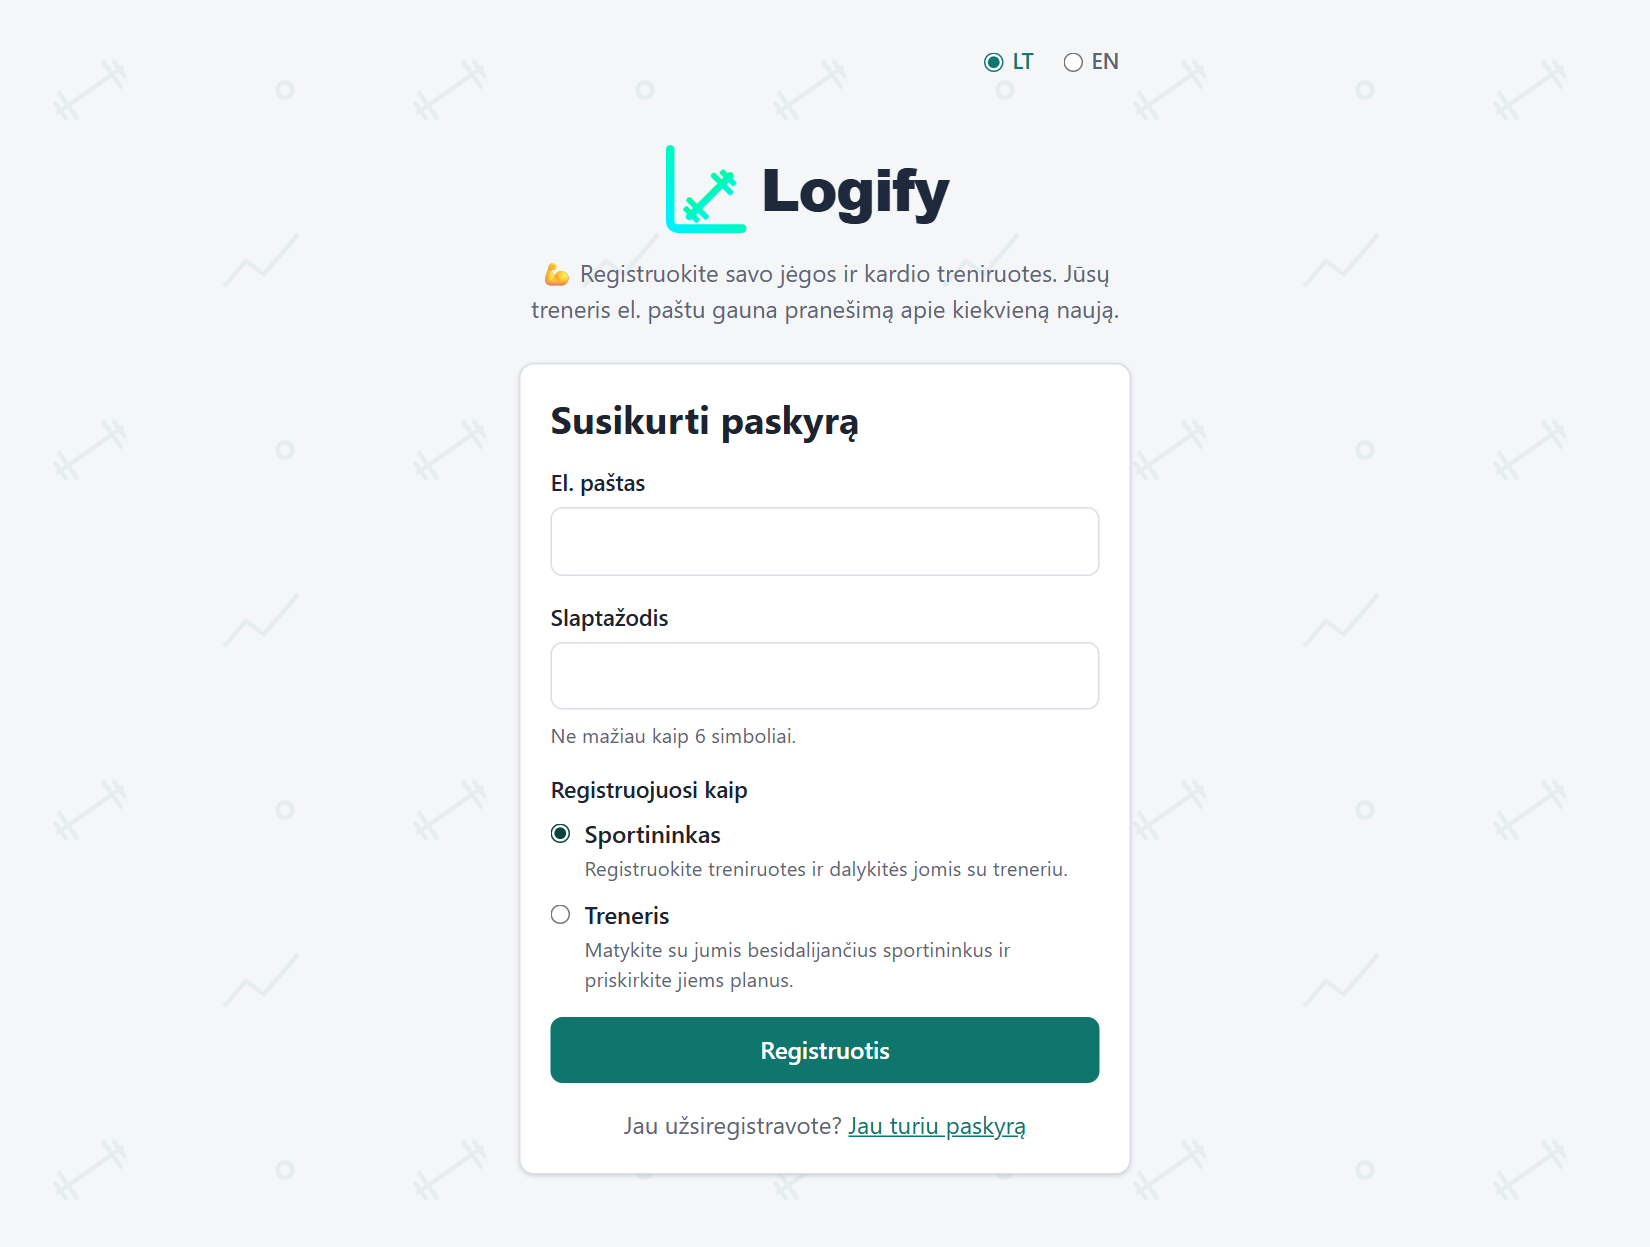 LT EN
Logify
💪 Registruokite savo jėgos ir kardio treniruotes. Jūsų
treneris el. paštu gauna pranešimą apie kiekvieną naują.
Susikurti paskyrą
El. paštas
Slaptažodis
Ne mažiau kaip 6 simboliai.
Registruojuosi kaip
Sportininkas
Registruokite treniruotes ir dalykitės jomis su treneriu.
Treneris
Matykite su jumis besidalijančius sportininkus ir
priskirkite jiems planus.
Registruotis
Jau užsiregistravote? Jau turiu paskyrą